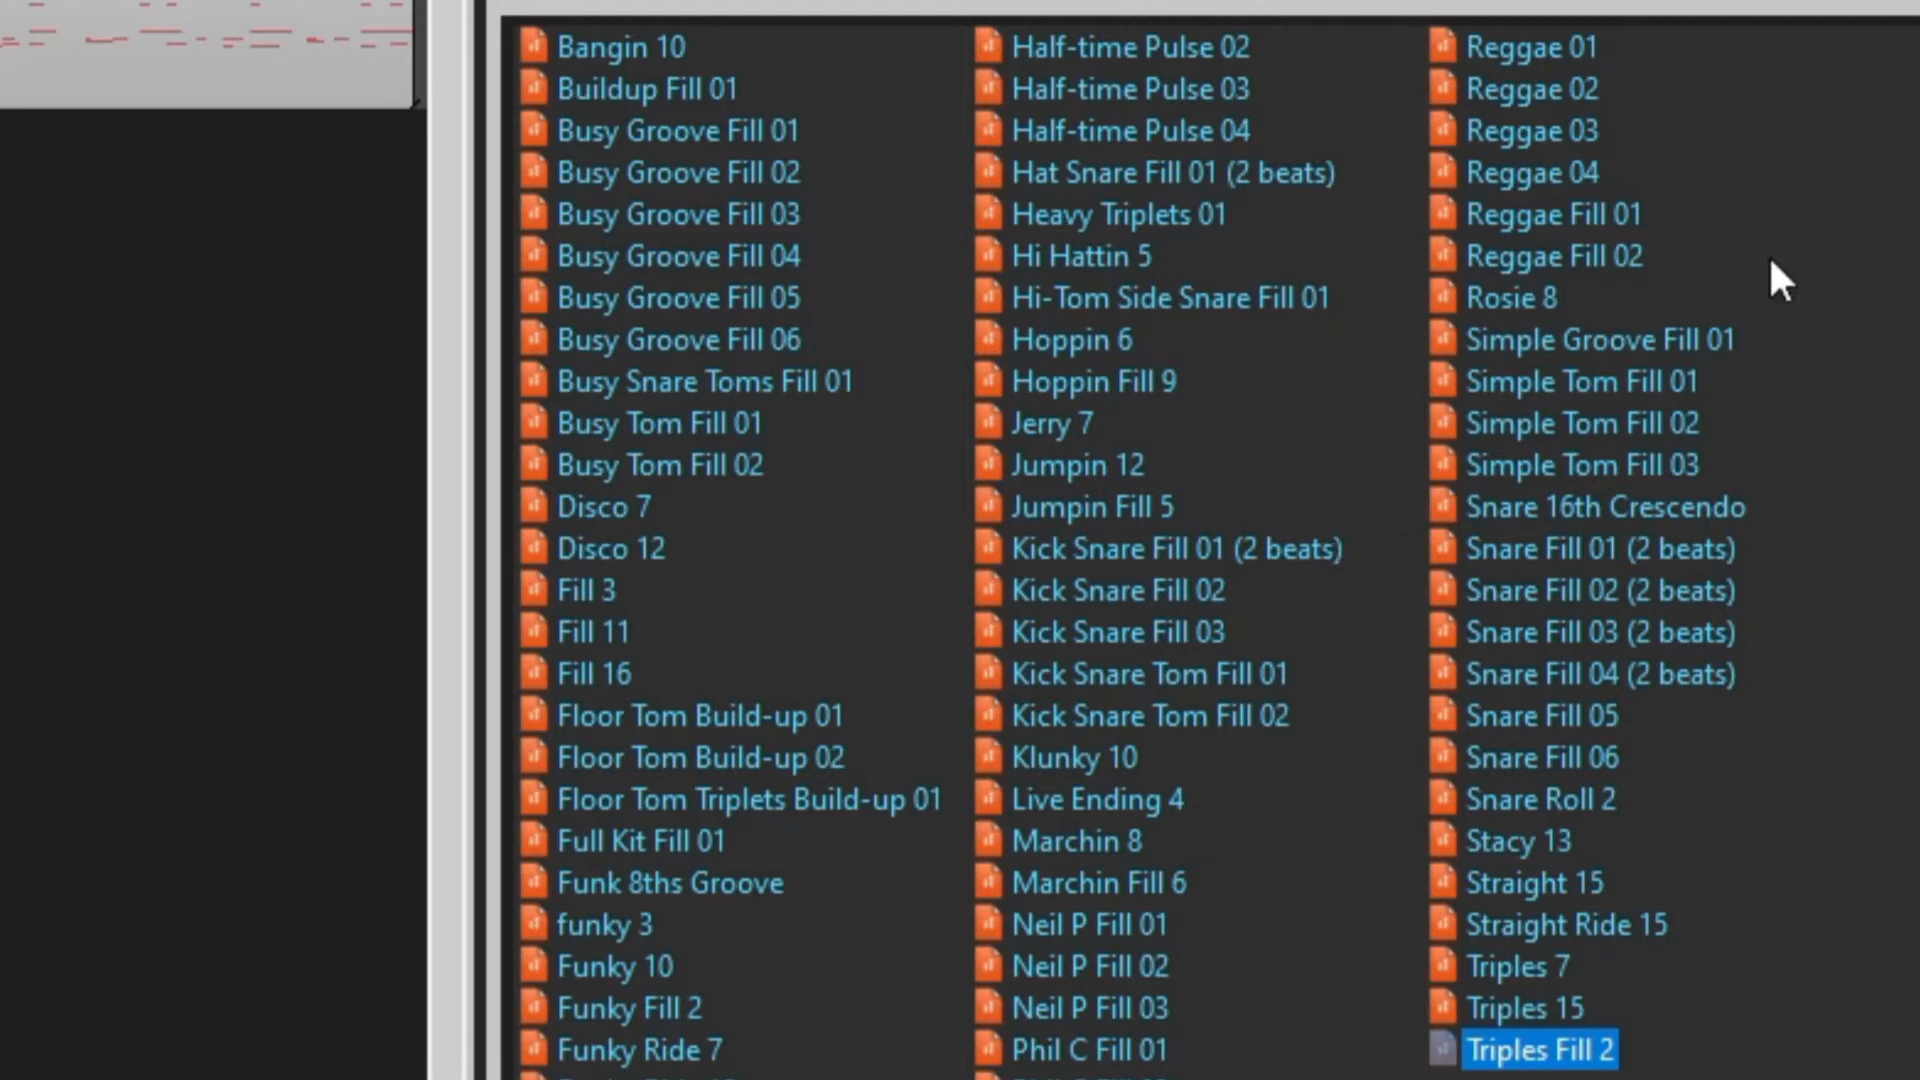 Bangin 10
Buildup Fill 01
Busy Groove Fill 01
Busy Groove Fill 02
Busy Groove Fill 03
Busy Groove Fill 04
Busy Groove Fill 05
Busy Groove Fill 06
Busy Snare Toms Fill 01
Busy Tom Fill 01
Busy Tom Fill 02
Disco 7
Disco 12
Fill 3
Fill 11
Fill 16
Floor Tom Build-up 01
Floor Tom Build-up 02
Floor Tom Triplets Build-up 01
Full Kit Fill 01
Funk 8ths Groove
funky 3
Funky 10
Funky Fill 2
Funky Ride 7
Half-time Pulse 02
Half-time Pulse 03
Half-time Pulse 04
Hat Snare Fill 01 (2 beats)
Heavy Triplets 01
Hi Hattin 5
Hi-Tom Side Snare Fill 01
Hoppin 6
Hoppin Fill 9
Jerry 7
Jumpin 12
Jumpin Fill 5
Kick Snare Fill 01 (2 beats)
Kick Snare Fill 02
Kick Snare Fill 03
Kick Snare Tom Fill 01
Kick Snare Tom Fill 02
Klunky 10
Live Ending 4
Marchin 8
Marchin Fill 6
Neil P Fill 01
Neil P Fill 02
Neil P Fill 03
Phil C Fill 01
Reggae 01
Reggae 02
Reggae 03
Reggae 04
Reggae Fill 01
Reggae Fill 02
Rosie 8
Simple Groove Fill 01
Simple Tom Fill 01
Simple Tom Fill 02
Simple Tom Fill 03
Snare 16th Crescendo
Snare Fill 01 (2 beats)
Snare Fill 02 (2 beats)
Snare Fill 03 (2 beats)
Snare Fill 04 (2 beats)
Snare Fill 05
Snare Fill 06
Snare Roll 2
Stacy 13
Straight 15
Straight Ride 15
Triples 7
Triples 15
Triples Fill 2